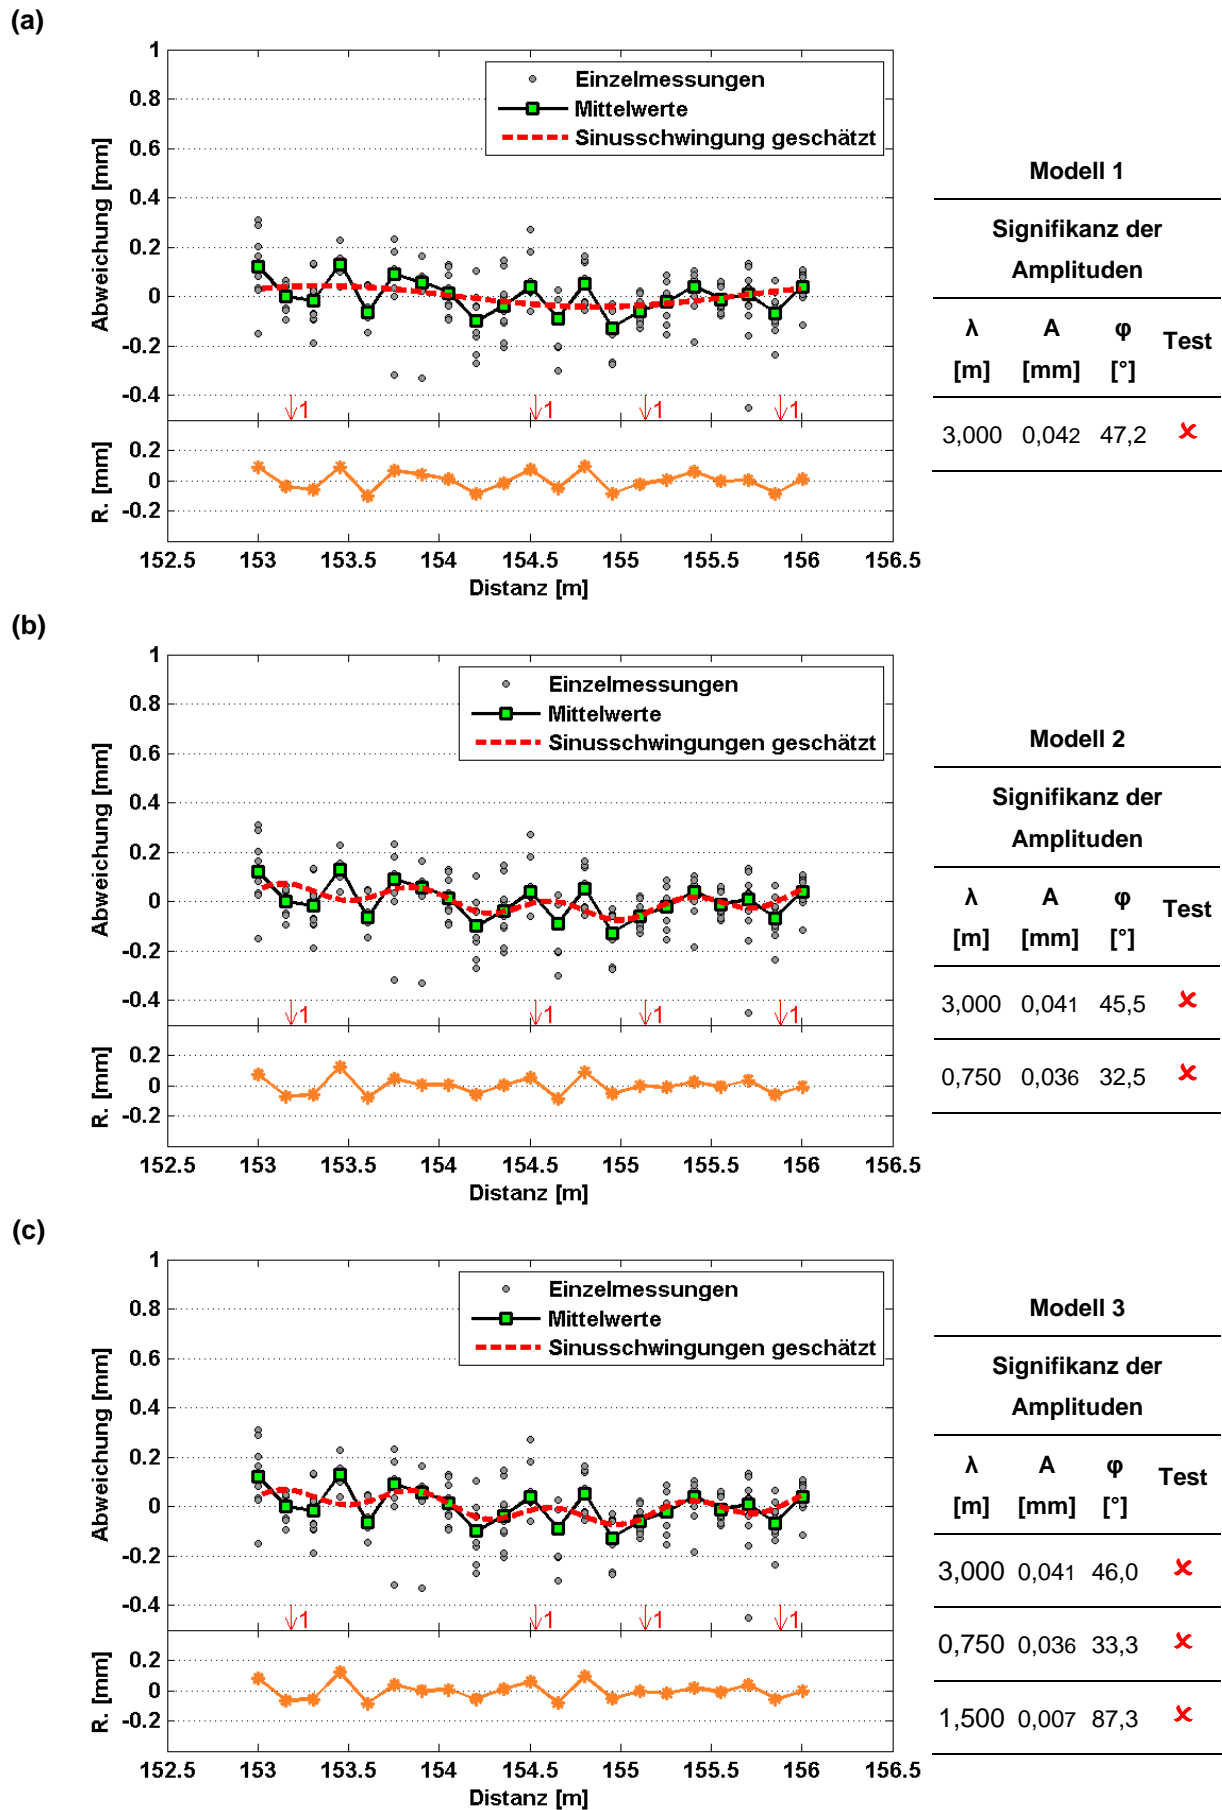 (a)
1
0.8
0.6
0.4
0.2
0
-0.2
-0.4
Abweichung [mm]
Einzelmessungen
Mittelwerte
Sinusschwingung geschätzt
1 1 1 1
0.2
0
-0.2
R. [mm]
152.5 153 153.5 154 154.5 155 155.5 156 156.5
Distanz [m]
Modell 1
Signifikanz der
Amplituden
λ A φ Test
[m] [mm] [°]
3,000 0,042 47,2 ✘
(b)
1
0.8
0.6
0.4
0.2
0
-0.2
-0.4
Abweichung [mm]
Einzelmessungen
Mittelwerte
Sinusschwingungen geschätzt
1 1 1 1
0.2
0
-0.2
R. [mm]
152.5 153 153.5 154 154.5 155 155.5 156 156.5
Distanz [m]
Modell 2
Signifikanz der
Amplituden
λ A φ Test
[m] [mm] [°]
3,000 0,041 45,5 ✘
0,750 0,036 32,5 ✘
(c)
1
0.8
0.6
0.4
0.2
0
-0.2
-0.4
Abweichung [mm]
Einzelmessungen
Mittelwerte
Sinusschwingungen geschätzt
1 1 1 1
0.2
0
-0.2
R. [mm]
152.5 153 153.5 154 154.5 155 155.5 156 156.5
Distanz [m]
Modell 3
Signifikanz der
Amplituden
λ A φ Test
[m] [mm] [°]
3,000 0,041 46,0 ✘
0,750 0,036 33,3 ✘
1,500 0,007 87,3 ✘